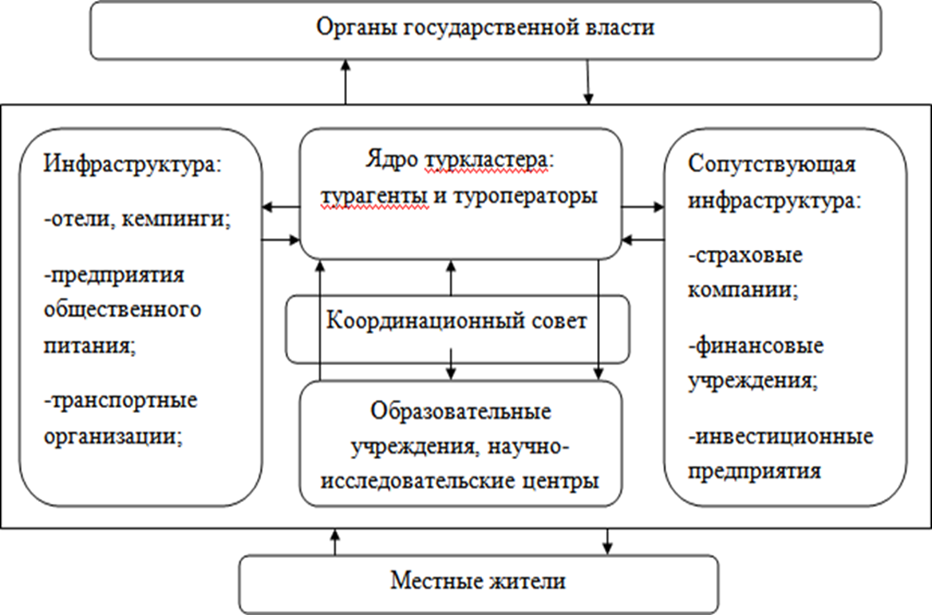 Органы государственной власти
Инфраструктура:
-отели, кемпинги;
-предприятия
общественного
питания;
-транспортные
организации;
Ядро туркластера:
турагенты и туроператоры
Координационный совет
Образовательные
учреждения, научно-
исследовательские центры
Сопутствующая
инфраструктура:
-страховые
компании;
-финансовые
учреждения;
-инвестиционные
предприятия
Местные жители